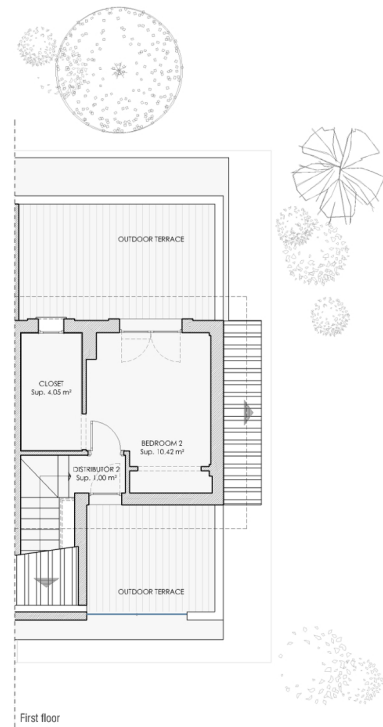 OUTDOOR TERRACE
CLOSET
Sup. 4.05 m²
BEDROOM 2
Sup. 10.42 m²
DISTRIBUTOR 2
Sup. 1.00 m²
OUTDOOR TERRACE
First floor